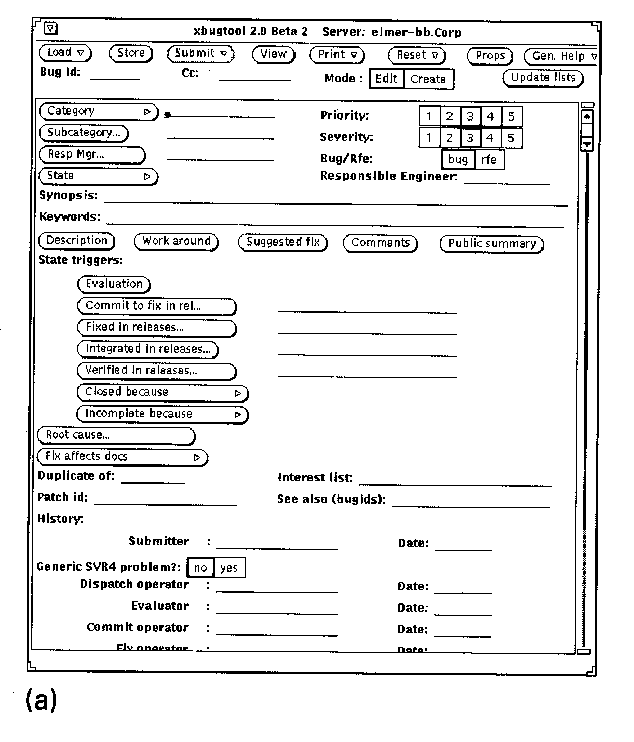 xbugtool 2.0 Beta 2 Server: elmer-bb.Corp
Load Store Submit View Print Reset Props Gen. Help
Bug Id: Cc: Mode : Edit Create Update lists
Category Priority: 1 2 3 4 5
Subcategory... Severity: 1 2 3 4 5
Resp Mgr... Bug/Rfe: bug rfe
State Responsible Engineer:
Synopsis:
Keywords:
Description Work around Suggested fix Comments Public summary
State triggers:
Evaluation
Commit to fix in rel...
Fixed in releases...
Integrated in releases...
Verified in releases...
Closed because
Incomplete because
Root cause...
Fix affects docs
Duplicate of: Interest list:
Patch id: See also (bugids):
History:
Submitter : Date:
Generic SVR4 problem?: no yes
Dispatch operator : Date:
Evaluator : Date:
Commit operator : Date:
Fix operator : Date:
(a)